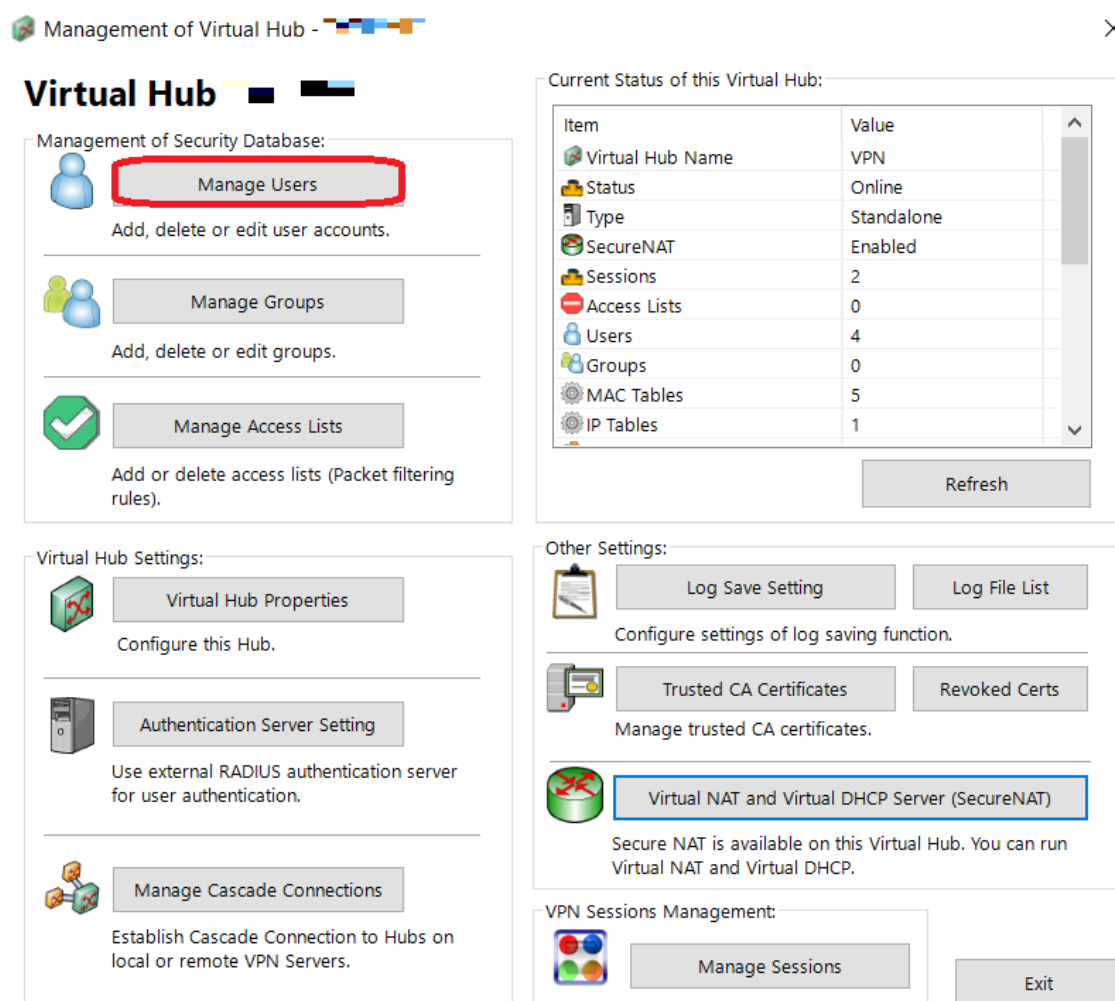 Management of Virtual Hub -
Virtual Hub
Management of Security Database:
Manage Users
Add, delete or edit user accounts.
Manage Groups
Add, delete or edit groups.
Manage Access Lists
Add or delete access lists (Packet filtering
rules).
Current Status of this Virtual Hub:
Item Value
Virtual Hub Name VPN
Status Online
Type Standalone
SecureNAT Enabled
Sessions 2
Access Lists 0
Users 4
Groups 0
MAC Tables 5
IP Tables 1
Refresh
Virtual Hub Settings:
Virtual Hub Properties
Configure this Hub.
Authentication Server Setting
Use external RADIUS authentication server
for user authentication.
Manage Cascade Connections
Establish Cascade Connection to Hubs on
local or remote VPN Servers.
Other Settings:
Log Save Setting Log File List
Configure settings of log saving function.
Trusted CA Certificates Revoked Certs
Manage trusted CA certificates.
Virtual NAT and Virtual DHCP Server (SecureNAT)
Secure NAT is available on this Virtual Hub. You can run
Virtual NAT and Virtual DHCP.
VPN Sessions Management:
Manage Sessions
Exit